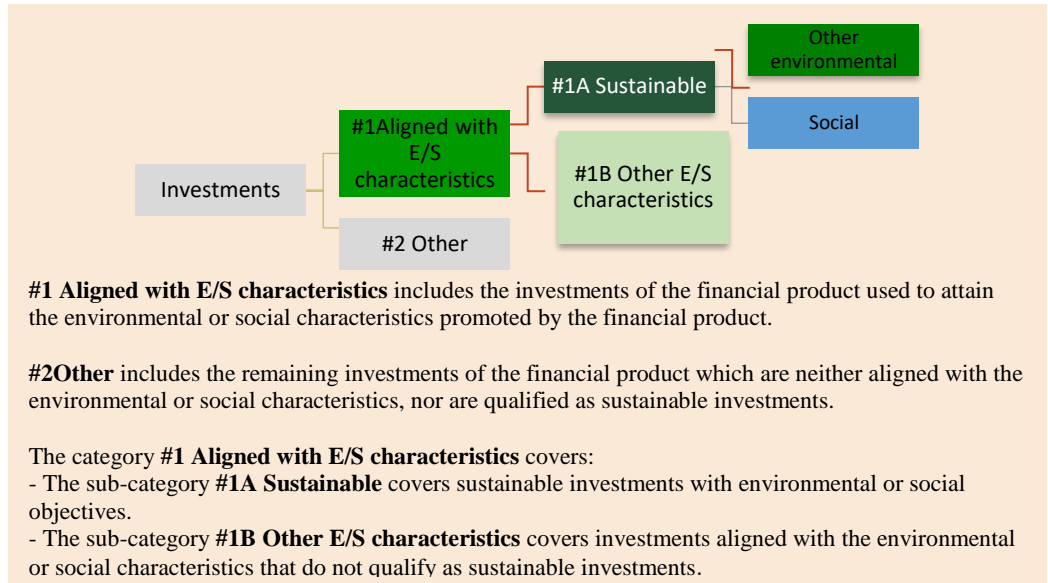 Other
environmental
#1A Sustainable
Social
#1Aligned with
E/S
characteristics
#1B Other E/S
characteristics
Investments
#2 Other
#1 Aligned with E/S characteristics includes the investments of the financial product used to attain
the environmental or social characteristics promoted by the financial product.
#2Other includes the remaining investments of the financial product which are neither aligned with the
environmental or social characteristics, nor are qualified as sustainable investments.
The category #1 Aligned with E/S characteristics covers:
- The sub-category #1A Sustainable covers sustainable investments with environmental or social
objectives.
- The sub-category #1B Other E/S characteristics covers investments aligned with the environmental
or social characteristics that do not qualify as sustainable investments.